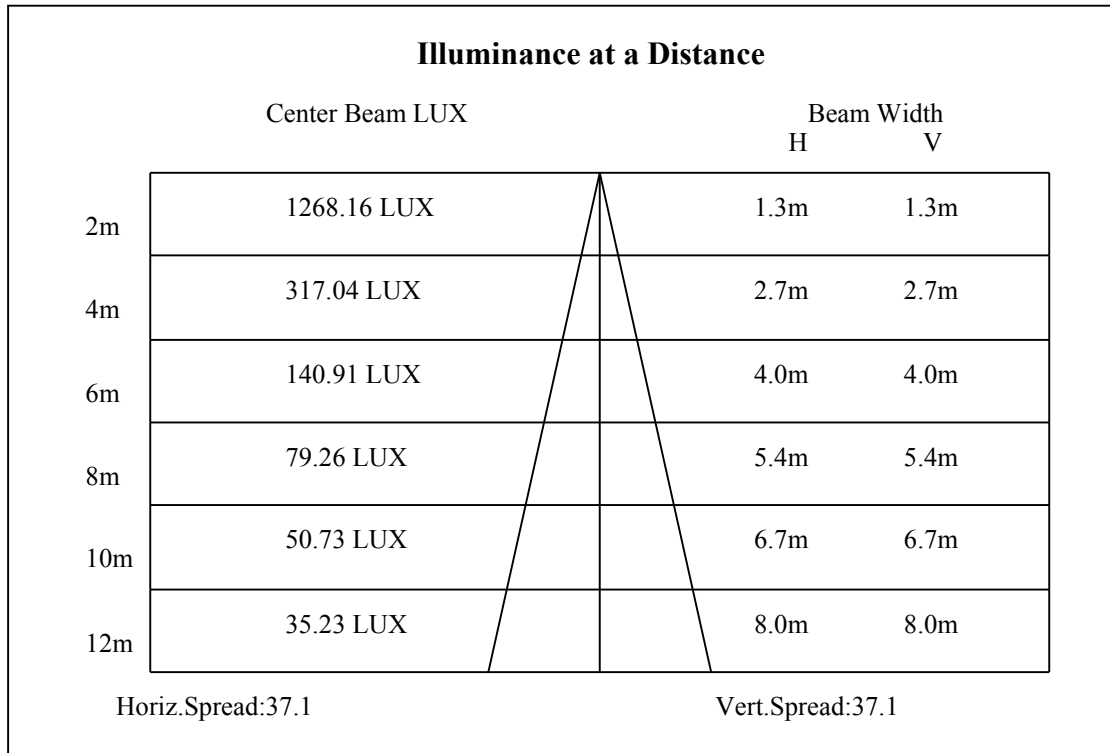 Illuminance at a Distance
Center Beam LUX Beam Width
H V
2m 1268.16 LUX 1.3m 1.3m
4m 317.04 LUX 2.7m 2.7m
6m 140.91 LUX 4.0m 4.0m
8m 79.26 LUX 5.4m 5.4m
10m 50.73 LUX 6.7m 6.7m
12m 35.23 LUX 8.0m 8.0m
Horiz.Spread:37.1 Vert.Spread:37.1